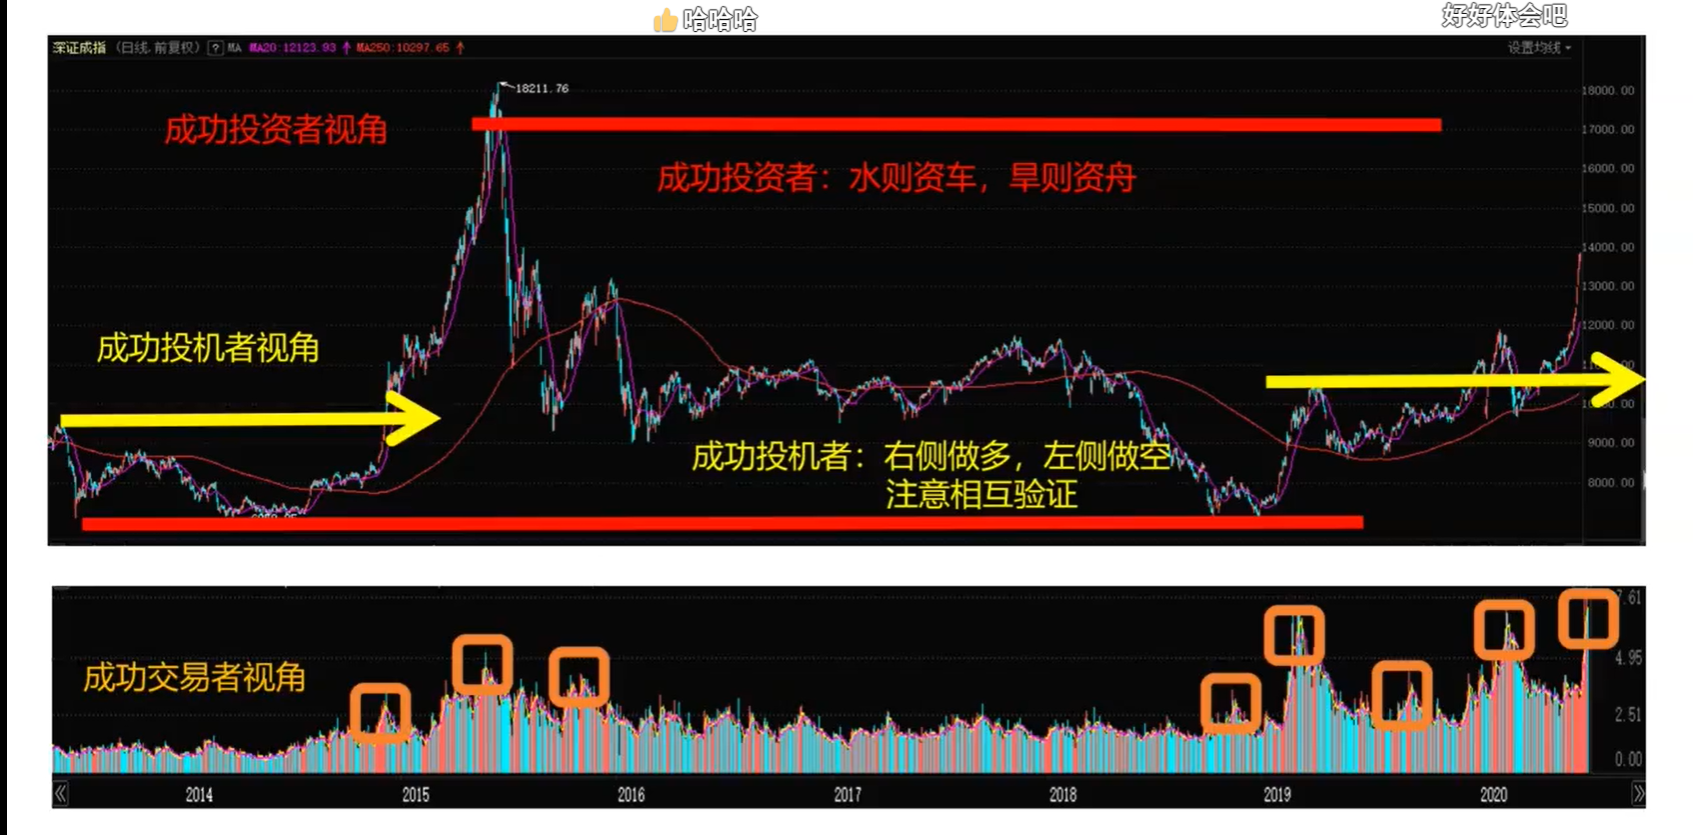 👍哈哈哈
好好体会吧
深证成指 (日线.前复权) ? MA MA20:12123.93↑ MA250:10297.65↑
设置均线
18211.76
18000.00
成功投资者视角
17000.00
成功投资者：水则资车，旱则资舟
16000.00
15000.00
14000.00
13000.00
12000.00
成功投机者视角
成功投机者：右侧做多，左侧做空
注意相互验证
9000.00
8000.00
7.61
成功交易者视角
4.95
2.51
0.00
2014 2015 2016 2017 2018 2019 2020